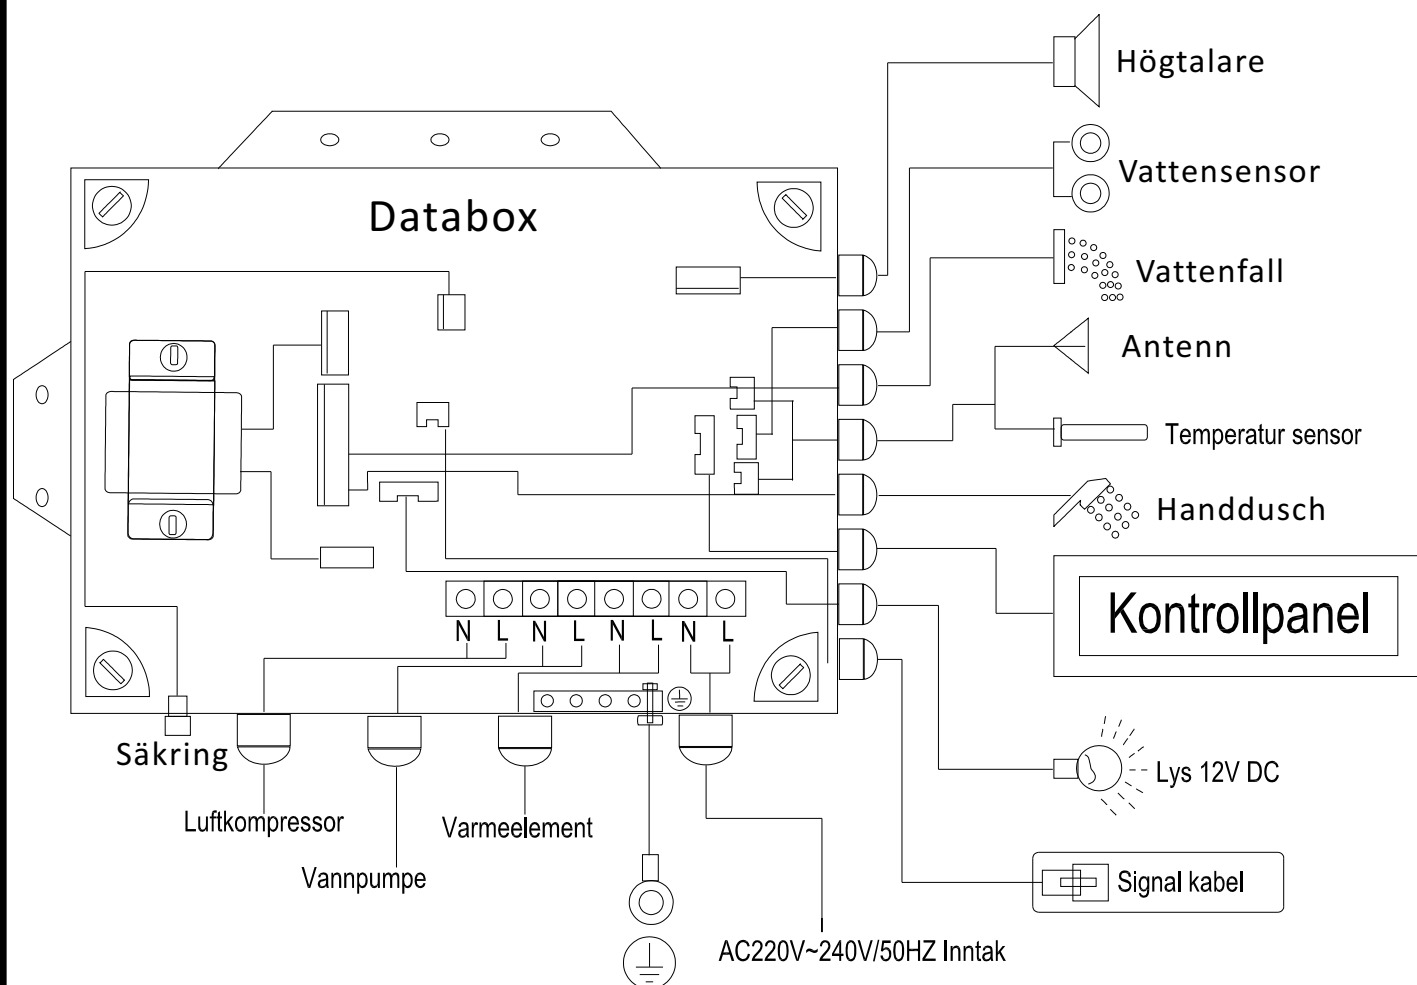 Högtalare
Vattensensor
Databox
Vattenfall
Antenn
Temperatur sensor
Handdusch
Kontrollpanel
N L N L N L N L
Säkring
Lys 12V DC
Luftkompressor
Varmeelement
Vannpumpe
Signal kabel
AC220V~240V/50HZ Inntak